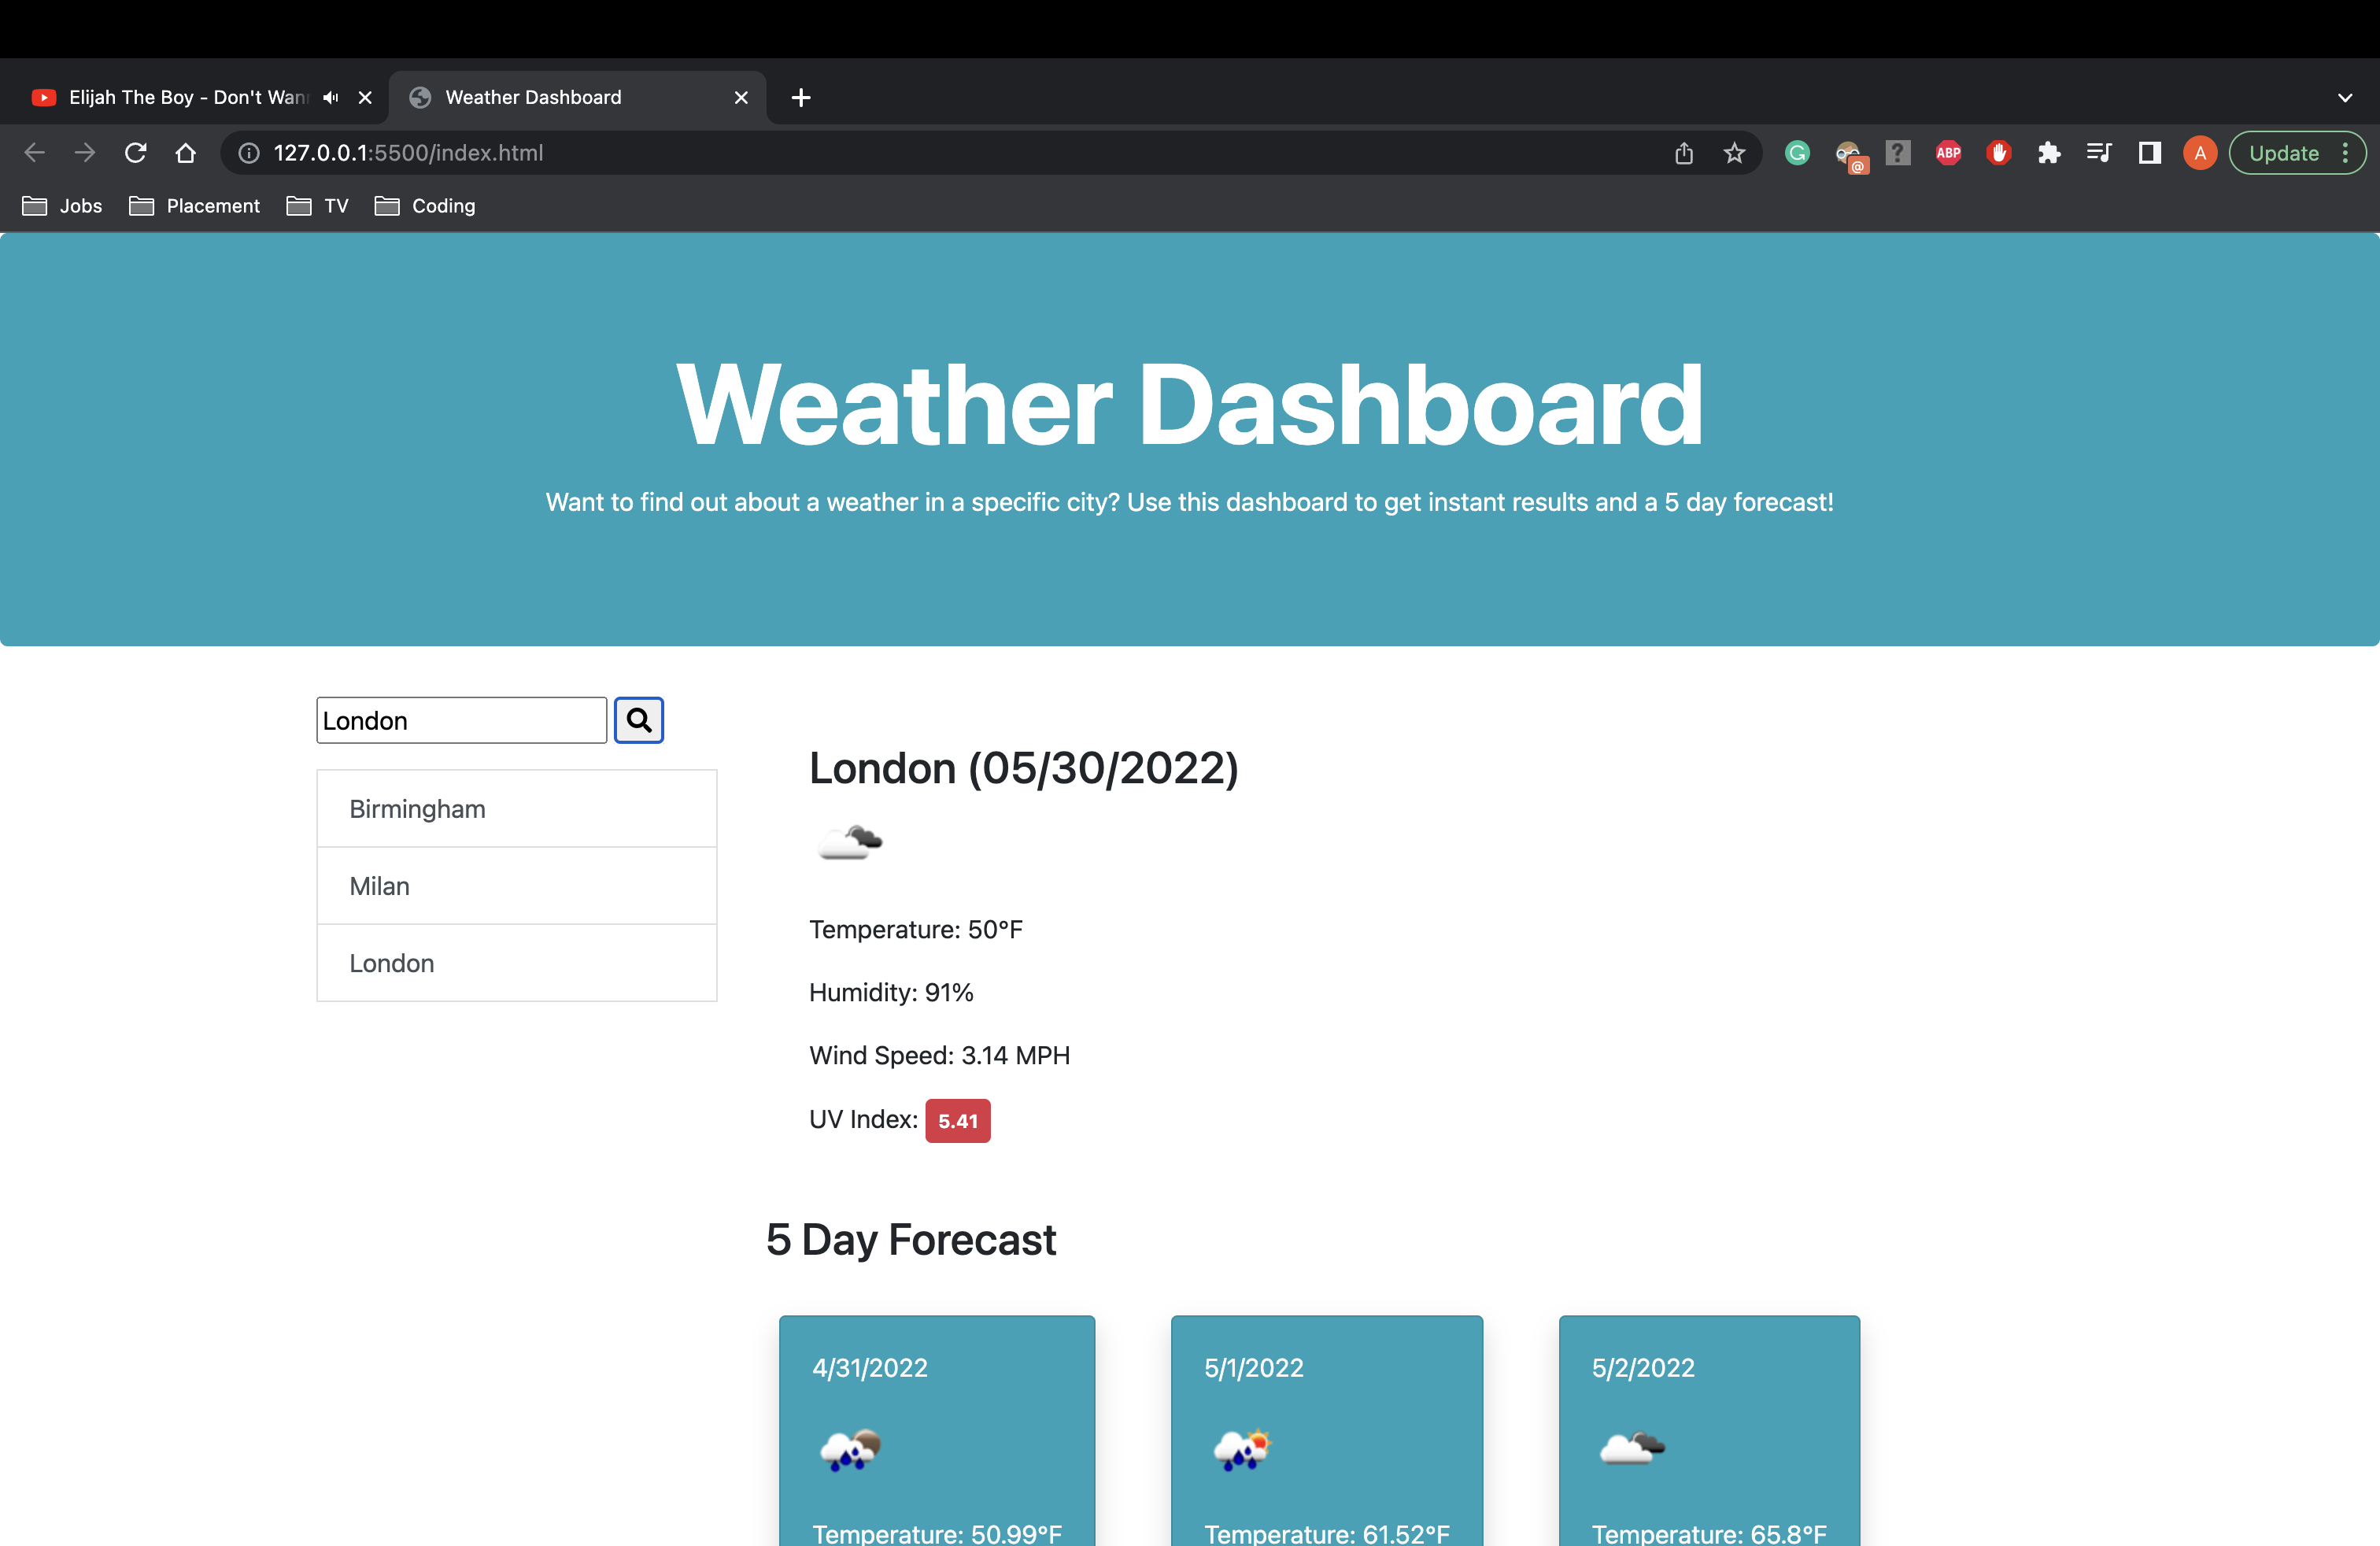 Elijah The Boy - Don't Wan
Weather Dashboard
127.0.0.1:5500/index.html
ABP
A
Update
Jobs
Placement
TV
Coding
Weather Dashboard
Want to find out about a weather in a specific city? Use this dashboard to get instant results and a 5 day forecast!
London
Birmingham
Milan
London
London (05/30/2022)
Temperature: 50°F
Humidity: 91%
Wind Speed: 3.14 MPH
UV Index: 5.41
5 Day Forecast
4/31/2022
Temperature: 50.99°F
5/1/2022
Temperature: 61.52°F
5/2/2022
Temperature: 65.8°F